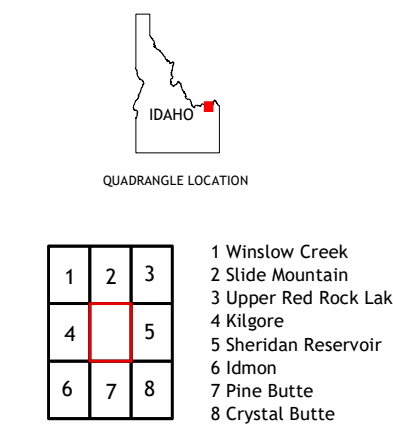 IDAHO
QUADRANGLE LOCATION
1 2 3
4 5
6 7 8
1 Winslow Creek
2 Slide Mountain
3 Upper Red Rock Lak
4 Kilgore
5 Sheridan Reservoir
6 Idmon
7 Pine Butte
8 Crystal Butte